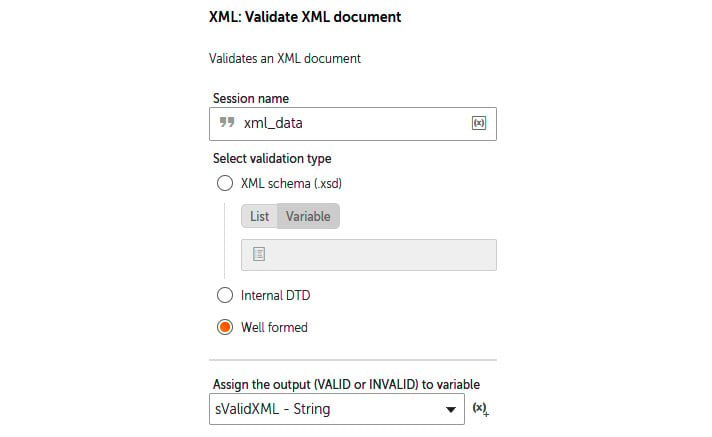 XML: Validate XML document
Validates an XML document
Session name
xml_data (x)
Select validation type
XML schema (.xsd)
List Variable
Internal DTD
Well formed
Assign the output (VALID or INVALID) to variable
sValidXML - String (x)+